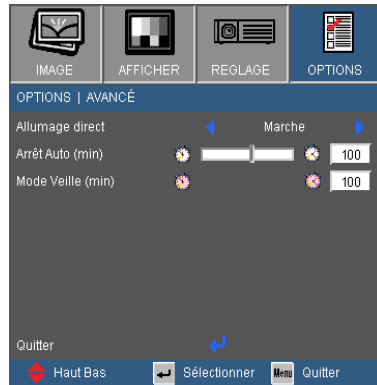 IMAGE AFFICHER REGLAGE OPTIONS
OPTIONS | AVANCÉ
Allumage direct Marche
Arrêt Auto (min) 100
Mode Veille (min) 100
Quitter
Haut Bas Sélectionner Menu Quitter